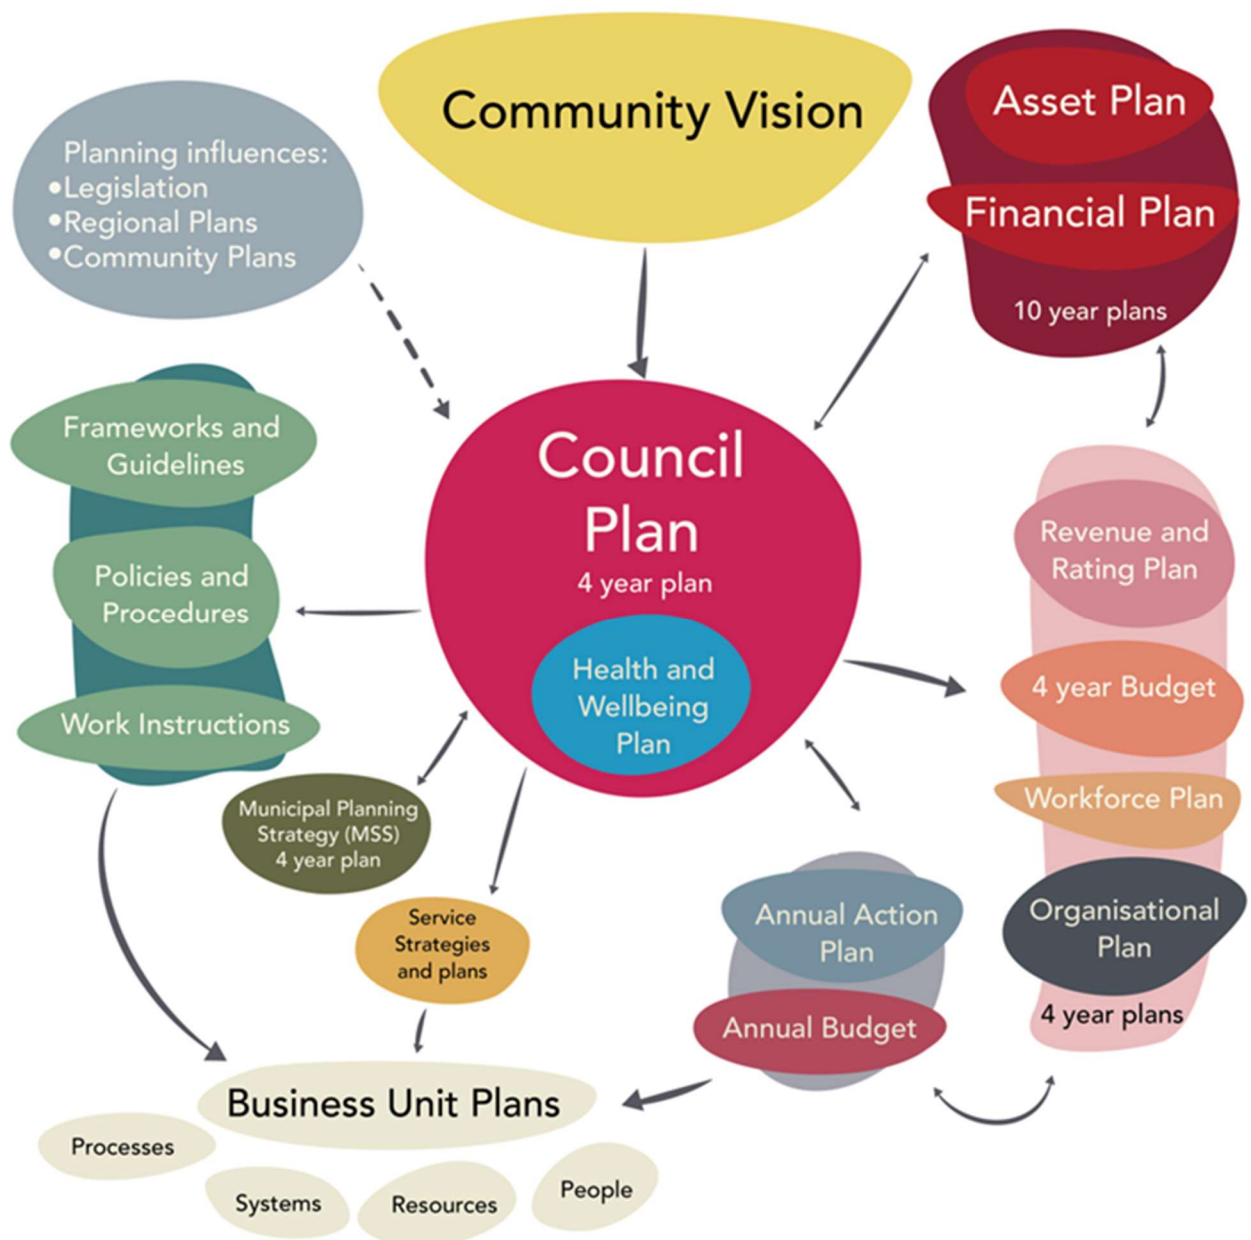 Community Vision
Asset Plan
Financial Plan
10 year plans
Planning influences:
•Legislation
•Regional Plans
•Community Plans
Frameworks and
Guidelines
Policies and
Procedures
Work Instructions
Council
Plan
4 year plan
Health and
Wellbeing
Plan
Revenue and
Rating Plan
4 year Budget
Workforce Plan
Organisational
Plan
4 year plans
Municipal Planning
Strategy (MSS)
4 year plan
Service
Strategies
and plans
Annual Action
Plan
Annual Budget
Business Unit Plans
Processes
Systems
Resources
People